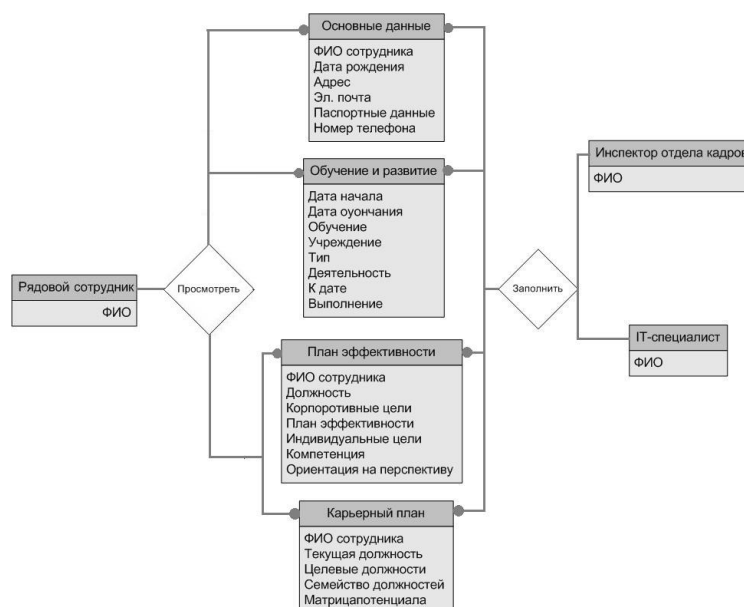 Основные данные
ФИО сотрудника
Дата рождения
Адрес
Эл. почта
Паспортные данные
Номер телефона
Обучение и развитие
Дата начала
Дата оуончания
Обучение
Учреждение
Тип
Деятельность
К дате
Выполнение
Рядовой сотрудник
ФИО
Просмотреть
План эффективности
ФИО сотрудника
Должность
Корпоротивные цели
План эффективности
Индивидуальные цели
Компетенция
Ориентация на перспективу
Карьерный план
ФИО сотрудника
Текущая должность
Целевые должности
Семейство должностей
Матрицапотенциала
Заполнить
Инспектор отдела кадров
ФИО
IT-специалист
ФИО